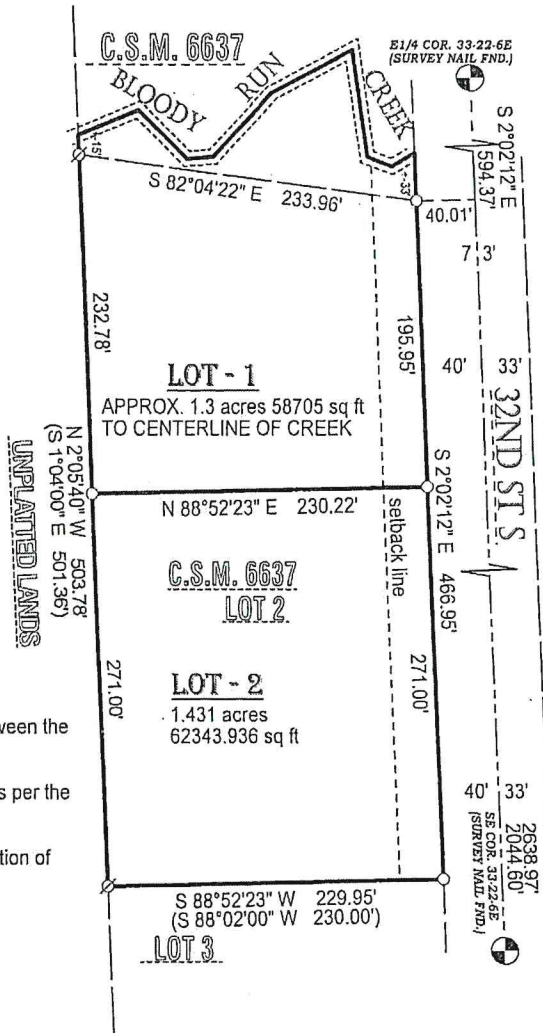 C.S.M. 6637
E1/4 COR. 33-22-6E
(SURVEY NAIL FND.)
BLOODY RUN CREEK
S 2°02'12" E
594.37'
15'
33'
S 82°04'22" E 233.96'
40.01'
7 3'
232.78'
195.95'
40' 33'
LOT - 1
APPROX. 1.3 acres 58705 sq ft
TO CENTERLINE OF CREEK
32ND ST. S
N 2°05'40" W 503.78'
(S 1°04'00" E 501.36')
UNPLATTED LANDS
N 88°52'23" E 230.22'
setback line
S 2°02'12" E 466.95'
C.S.M. 6637
LOT 2
LOT - 2
1.431 acres
62343.936 sq ft
271.00'
271.00'
ween the
s per the
tion of
40' 33'
2638.97'
2044.60'
SE COR. 33-22-6E
(SURVEY NAIL FND.)
S 88°52'23" W 229.95'
(S 88°02'00" W 230.00')
LOT 3